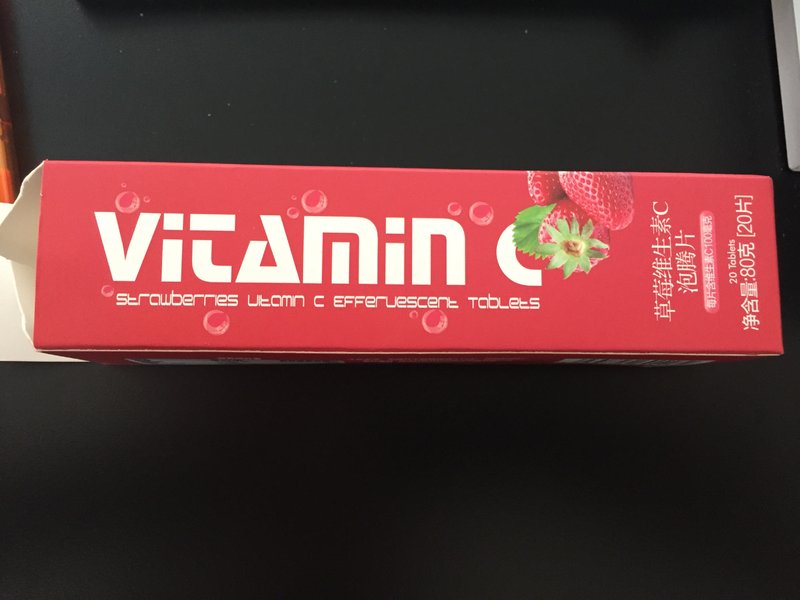 VITAMIN C
Strawberries Vitamin C Effervescent Tablets
草莓维生素C
泡腾片
每片含维生素C100毫克
20 Tablets
净含量:80克 [20片]